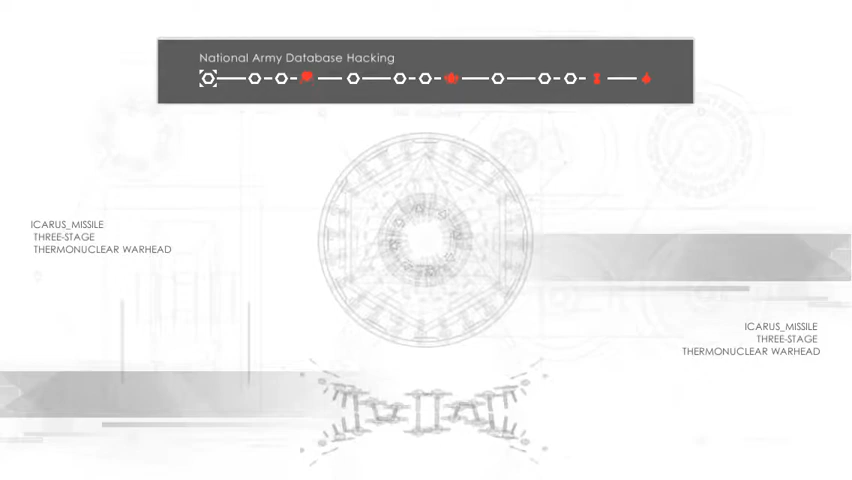 National Army Database Hacking
ICARUS_MISSILE
THREE-STAGE
THERMONUCLEAR WARHEAD
ICARUS_MISSILE
THREE-STAGE
THERMONUCLEAR WARHEAD